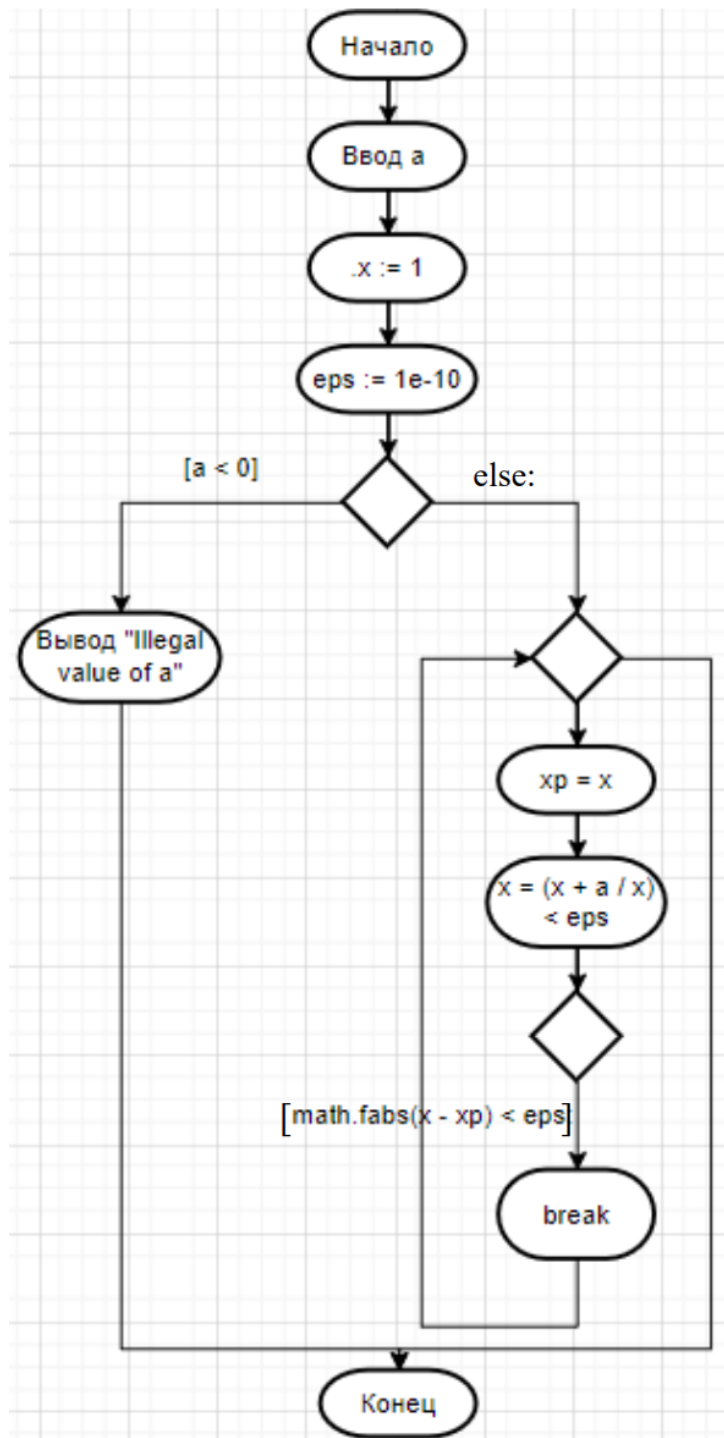 Начало
Ввод a
.x := 1
eps := 1e-10
[a < 0]
else:
Вывод "Illegal
value of a"
xp = x
x = (x + a / x)
< eps
[math.fabs(x - xp) < eps]
break
Конец